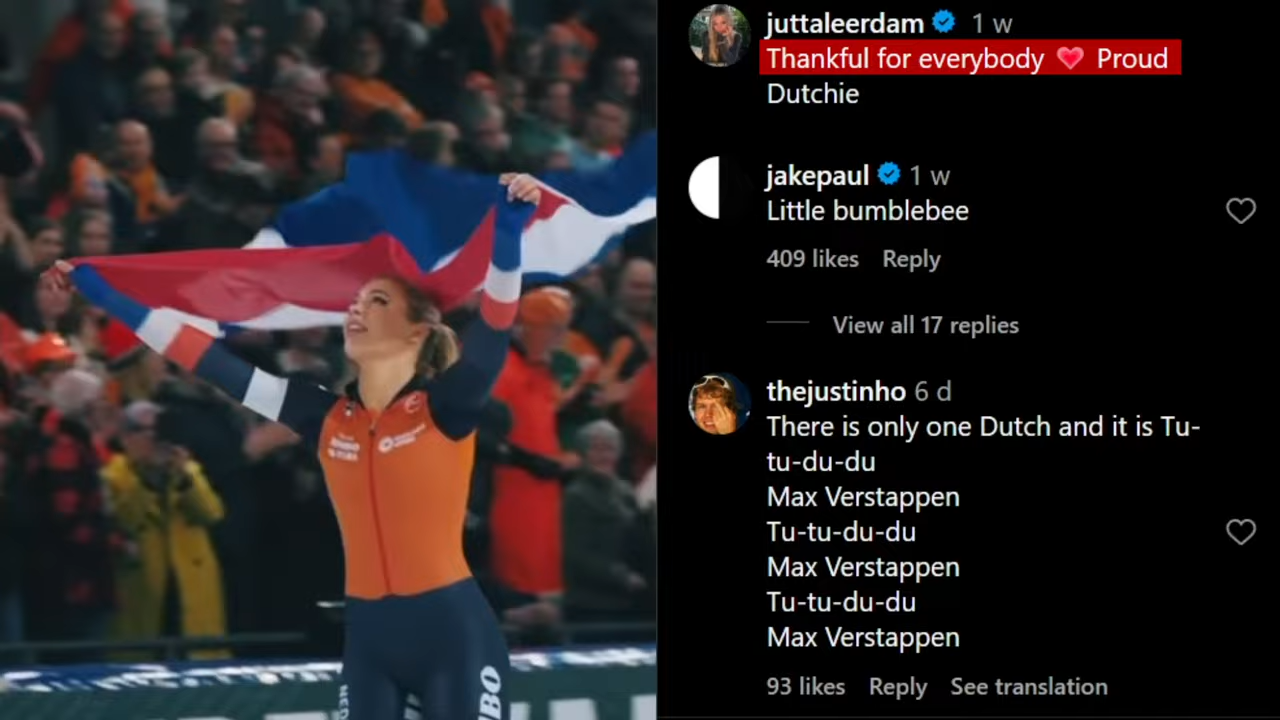 juttaleerdam 1 w
Thankful for everybody ❤️ Proud
Dutchie
jakepaul 1 w
Little bumblebee
409 likes Reply
View all 17 replies
thejustinho 6 d
There is only one Dutch and it is Tu-
tu-du-du
Max Verstappen
Tu-tu-du-du
Max Verstappen
Tu-tu-du-du
Max Verstappen
93 likes Reply See translation